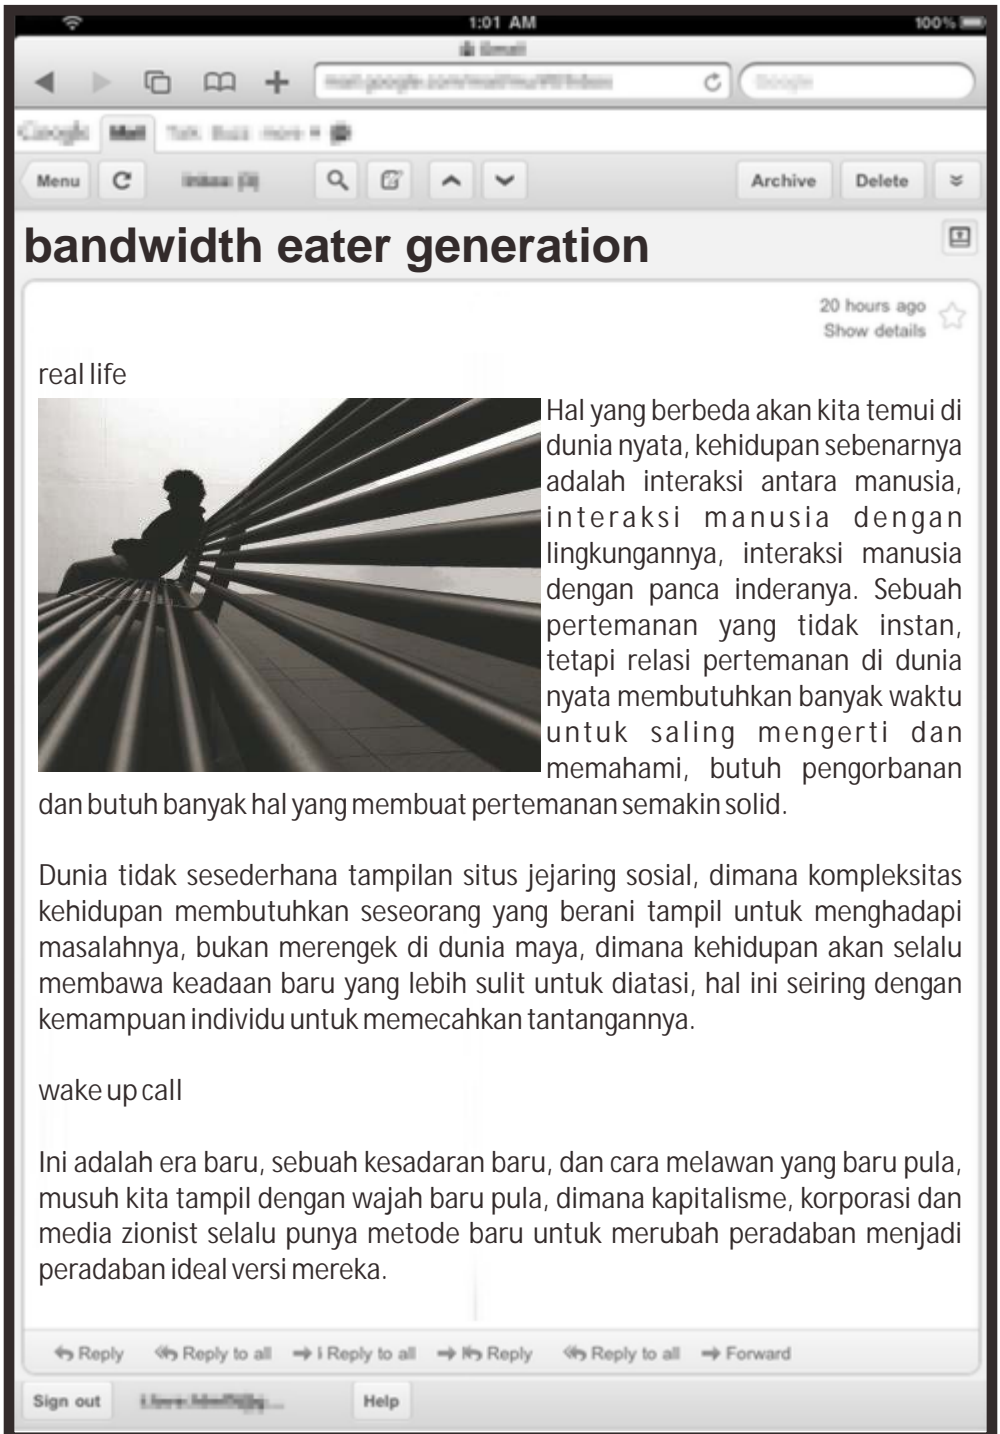 1:01 AM
100%
Menu
Archive
Delete
bandwidth eater generation
20 hours ago
Show details
real life
Hal yang berbeda akan kita temui di
dunia nyata, kehidupan sebenarnya
adalah interaksi antara manusia,
interaksi manusia dengan
lingkungannya, interaksi manusia
dengan panca inderanya. Sebuah
pertemanan yang tidak instan,
tetapi relasi pertemanan di dunia
nyata membutuhkan banyak waktu
untuk saling mengerti dan
memahami, butuh pengorbanan
dan butuh banyak hal yang membuat pertemanan semakin solid.
Dunia tidak sesederhana tampilan situs jejaring sosial, dimana kompleksitas
kehidupan membutuhkan seseorang yang berani tampil untuk menghadapi
masalahnya, bukan merengek di dunia maya, dimana kehidupan akan selalu
membawa keadaan baru yang lebih sulit untuk diatasi, hal ini seiring dengan
kemampuan individu untuk memecahkan tantangannya.
wake up call
Ini adalah era baru, sebuah kesadaran baru, dan cara melawan yang baru pula,
musuh kita tampil dengan wajah baru pula, dimana kapitalisme, korporasi dan
media zionist selalu punya metode baru untuk merubah peradaban menjadi
peradaban ideal versi mereka.
Reply Reply to all Reply to all Reply Reply to all Forward
Sign out
Help